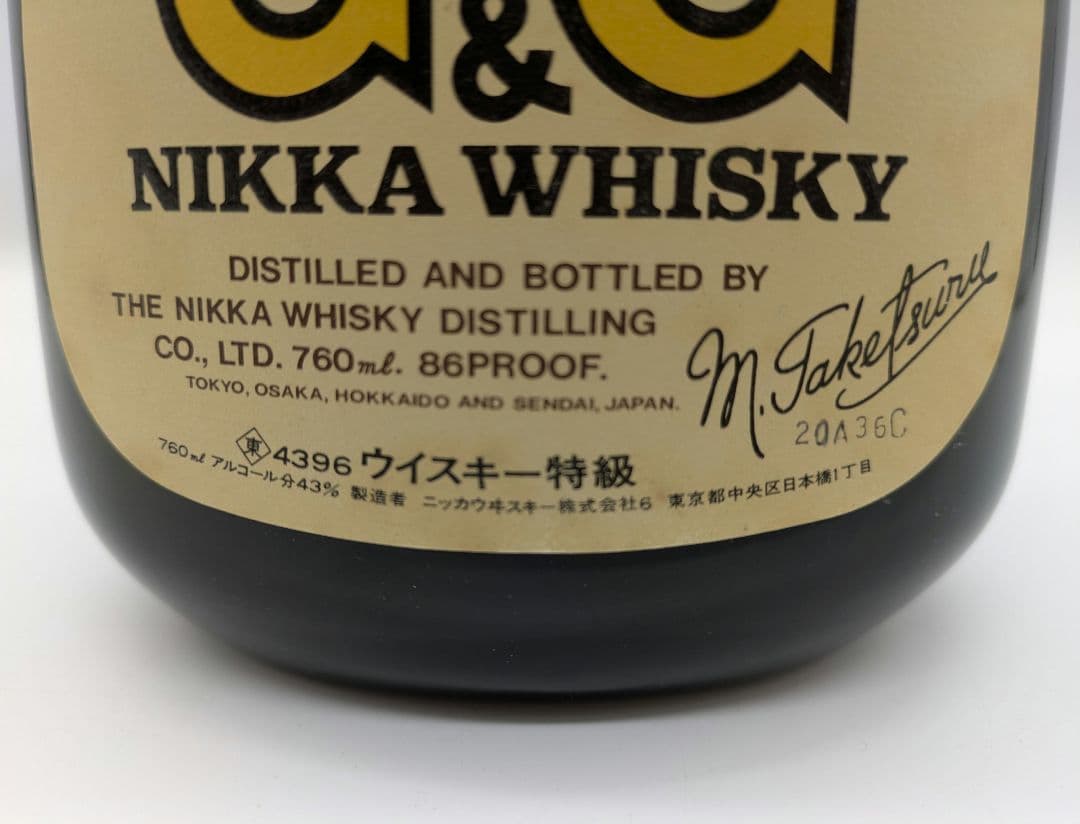 G&G
NIKKA WHISKY
DISTILLED AND BOTTLED BY
THE NIKKA WHISKY DISTILLING
CO., LTD. 760ml. 86PROOF.
TOKYO, OSAKA, HOKKAIDO AND SENDAI, JAPAN.
M. Taketsuru
20A36C
東 4396 ウイスキー特級
760ml アルコール分43% 製造者 ニッカウヰスキー株式会社6 東京都中央区日本橋1丁目